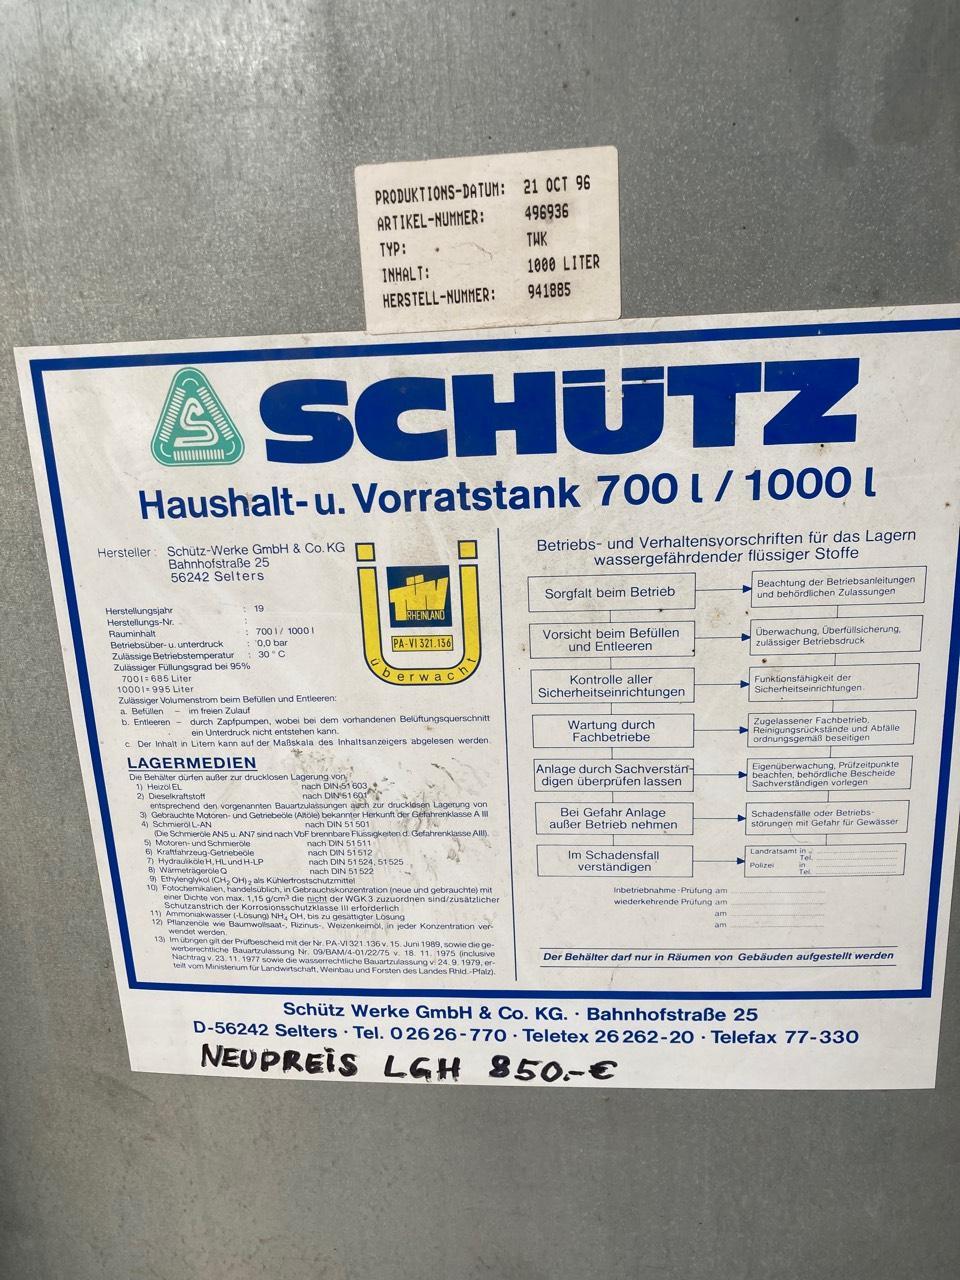 PRODUKTIONS-DATUM: 21 OCT 96
ARTIKEL-NUMMER: 496936
TYP: TWK
INHALT: 1000 LITER
HERSTELL-NUMMER: 941885
SCHÜTZ
Haushalt- u. Vorratstank 700 l / 1000 l
Hersteller: Schütz-Werke GmbH & Co. KG
Bahnhofstraße 25
56242 Selters
Herstellungsjahr : 19
Herstellungs-Nr. :
Rauminhalt : 700 l / 1000 l
Betriebsüber- u. unterdruck : 0,0 bar
Zulässige Betriebstemperatur : 30 °C
Zulässiger Füllungsgrad bei 95%
700 l = 685 Liter
1000 l = 995 Liter
Zulässiger Volumenstrom beim Befüllen und Entleeren:
a. Befüllen – im freien Zulauf
b. Entleeren – durch Zapfpumpen, wobei bei dem vorhandenen Belüftungsquerschnitt
ein Unterdruck nicht entstehen kann.
c. Der Inhalt in Litern kann auf der Maßskala des Inhaltsanzeigers abgelesen werden.
TÜV
RHEINLAND
PA-VI 321.136
überwacht
LAGERMEDIEN
Die Behälter dürfen außer zur drucklosen Lagerung von
1) Heizöl EL nach DIN 51 603
2) Dieselkraftstoff nach DIN 51 601
entsprechend den vorgenannten Bauartzulassungen auch zur drucklosen Lagerung von
3) Gebrauchte Motoren- und Getriebeöle (Altöle) bekannter Herkunft der Gefahrenklasse A III
4) Schmieröl L-AN nach DIN 51 501
(Die Schmieröle AN5 u. AN7 sind nach VbF brennbare Flüssigkeiten d. Gefahrenklasse AIII).
5) Motoren- und Schmieröle nach DIN 51 511
6) Kraftfahrzeug-Getriebeöle nach DIN 51 512
7) Hydrauliköle H, HL und H-LP nach DIN 51 524, 51 525
8) Wärmeträgeröle Q nach DIN 51 522
9) Ethylenglykol (CH2 OH)2 als Kühlerfrostschutzmittel
10) Fotochemikalien, handelsüblich, in Gebrauchskonzentration (neue und gebrauchte) mit
einer Dichte von max. 1,15 g/cm³ die nicht der WGK 3 zuzuordnen sind/zusätzlicher
Schutzanstrich der Korrosionsschutzklasse III erforderlich
11) Ammoniakwasser (-Lösung) NH4 OH, bis zu gesättigter Lösung
12) Pflanzenöle wie Baumwollsaat-, Rizinus-, Weizenkeimöl, in jeder Konzentration ver-
wendet werden.
13) Im übrigen gilt der Prüfbescheid mit der Nr. PA-VI 321.136 v. 15. Juni 1989, sowie die ge-
werberechtliche Bauartzulassung Nr. 09/BAM/4-01/22/75 v. 18. 11. 1975 (inclusive
Nachtrag v. 23. 11. 1977 sowie die wasserrechtliche Bauartzulassung v. 24. 9. 1979, er-
teilt vom Ministerium für Landwirtschaft, Weinbau und Forsten des Landes Rhld.-Pfalz).
Betriebs- und Verhaltensvorschriften für das Lagern
wassergefährdender flüssiger Stoffe
Sorgfalt beim Betrieb
Beachtung der Betriebsanleitungen
und behördlichen Zulassungen
Vorsicht beim Befüllen
und Entleeren
Überwachung, Überfüllsicherung,
zulässiger Betriebsdruck
Kontrolle aller
Sicherheitseinrichtungen
Funktionsfähigkeit der
Sicherheitseinrichtungen.
Wartung durch
Fachbetriebe
Zugelassener Fachbetrieb,
Reinigungsrückstände und Abfälle
ordnungsgemäß beseitigen
Anlage durch Sachverstän-
digen überprüfen lassen
Eigenüberwachung, Prüfzeitpunkte
beachten, behördliche Bescheide
Sachverständigen vorlegen
Bei Gefahr Anlage
außer Betrieb nehmen
Schadensfälle oder Betriebs-
störungen mit Gefahr für Gewässer
Im Schadensfall
verständigen
Landratsamt in
Tel.
Polizei in
Tel.
Inbetriebnahme-Prüfung am
wiederkehrende Prüfung am
am
am
Der Behälter darf nur in Räumen von Gebäuden aufgestellt werden
Schütz Werke GmbH & Co. KG. · Bahnhofstraße 25
D-56242 Selters · Tel. 0 26 26 - 770 · Teletex 26 262-20 · Telefax 77-330
NEUPREIS LGH 850.-€